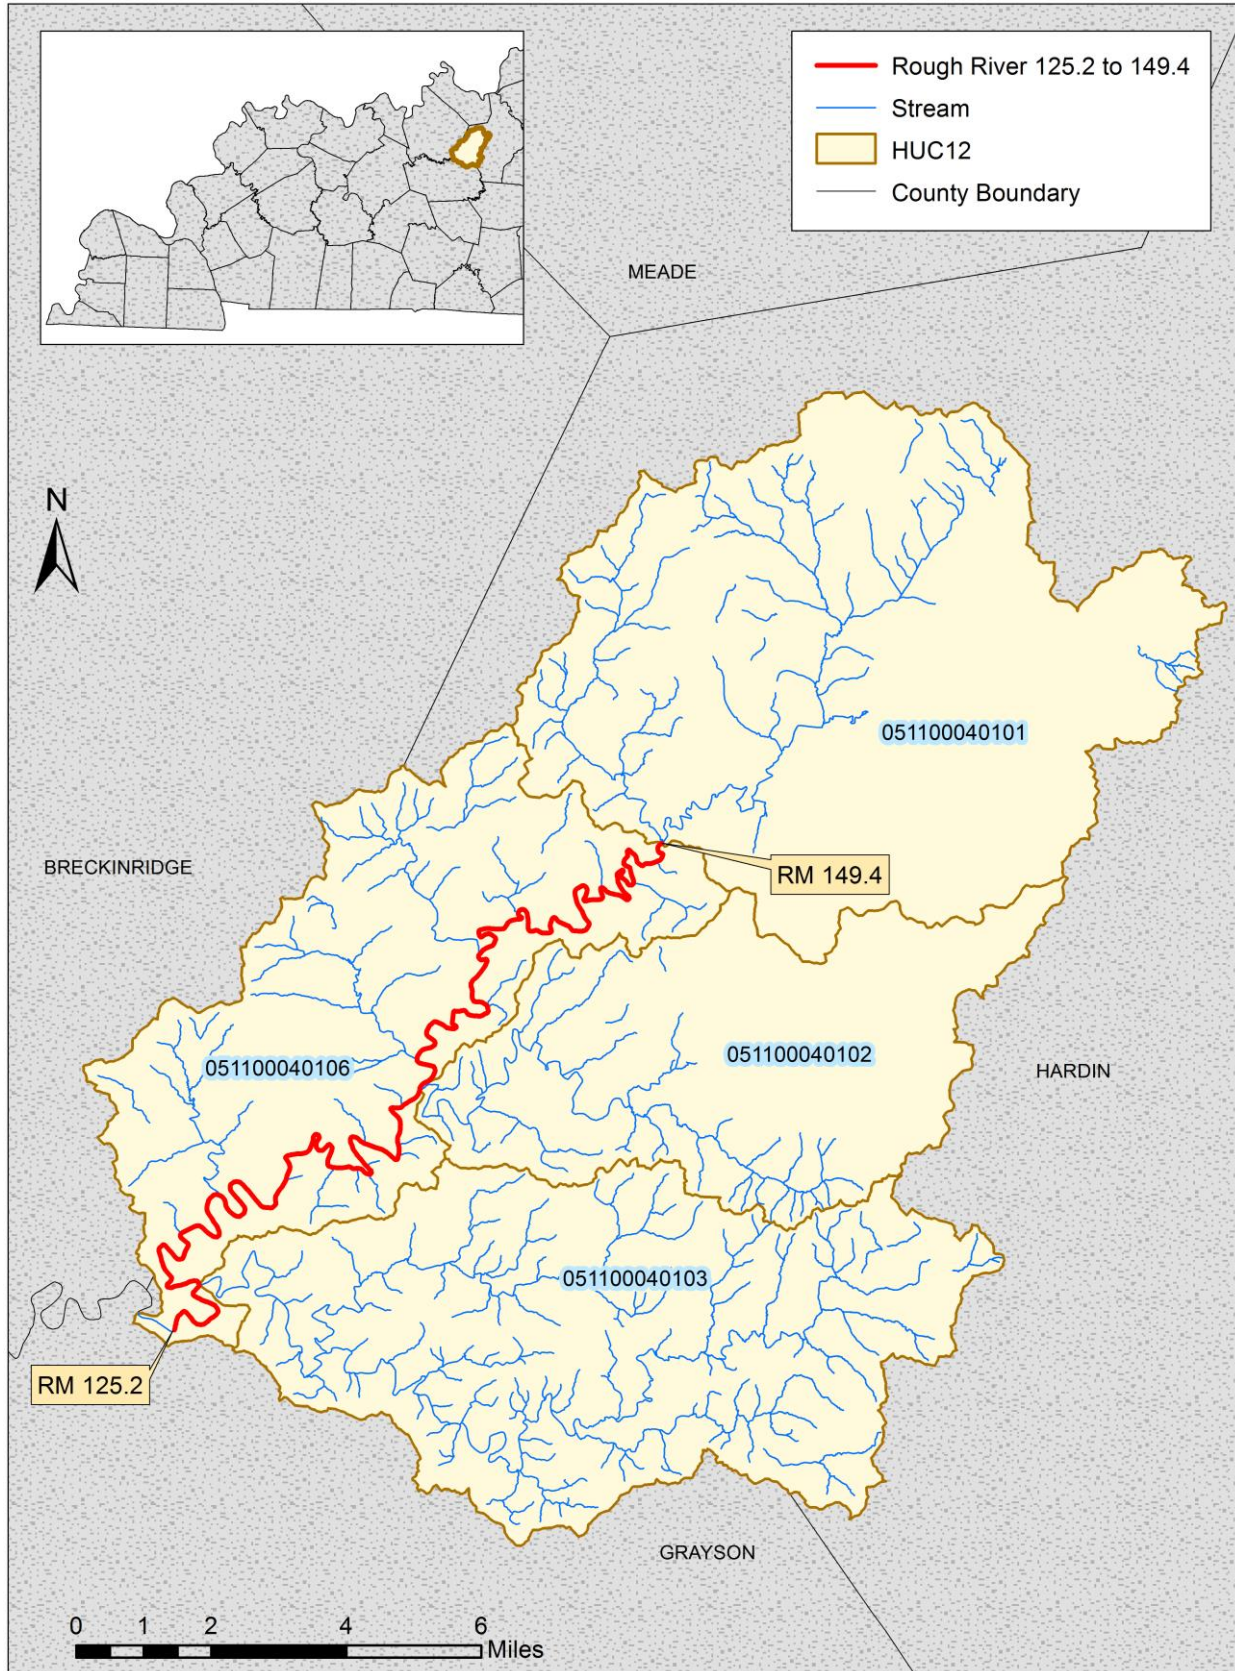 Rough River 125.2 to 149.4
Stream
HUC12
County Boundary
MEADE
N
051100040101
BRECKINRIDGE
RM 149.4
051100040102
051100040106
HARDIN
051100040103
RM 125.2
GRAYSON
0 1 2 4 6
Miles